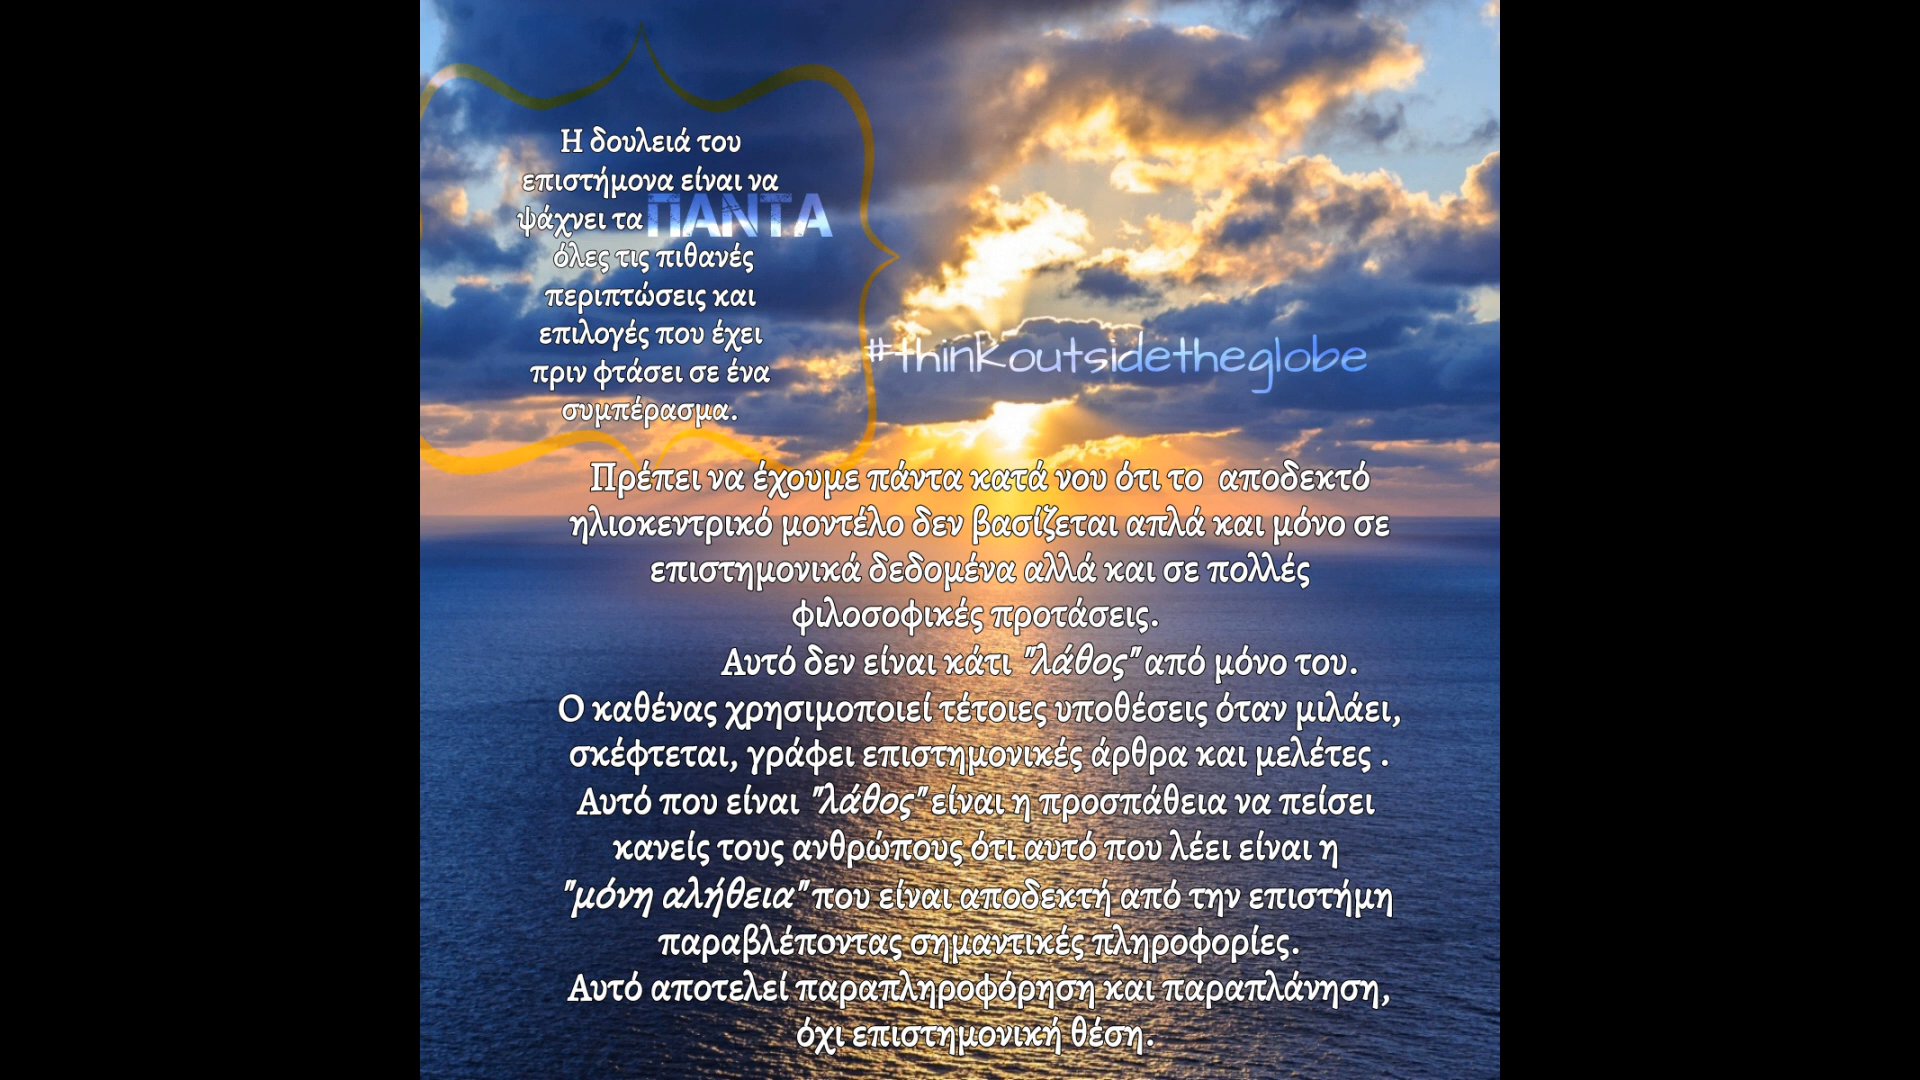 Η δουλειά του
επιστήμονα είναι να
ψάχνει τα ΠΑΝΤΑ
όλες τις πιθανές
περιπτώσεις και
επιλογές που έχει
πριν φτάσει σε ένα
συμπέρασμα.
#thinkoutsidetheglobe
Πρέπει να έχουμε πάντα κατά νου ότι το αποδεκτό
ηλιοκεντρικό μοντέλο δεν βασίζεται απλά και μόνο σε
επιστημονικά δεδομένα αλλά και σε πολλές
φιλοσοφικές προτάσεις.
Αυτό δεν είναι κάτι "λάθος" από μόνο του.
Ο καθένας χρησιμοποιεί τέτοιες υποθέσεις όταν μιλάει,
σκέφτεται, γράφει επιστημονικές άρθρα και μελέτες .
Αυτό που είναι "λάθος" είναι η προσπάθεια να πείσει
κανείς τους ανθρώπους ότι αυτό που λέει είναι η
"μόνη αλήθεια" που είναι αποδεκτή από την επιστήμη
παραβλέποντας σημαντικές πληροφορίες.
Αυτό αποτελεί παραπληροφόρηση και παραπλάνηση,
όχι επιστημονική θέση.